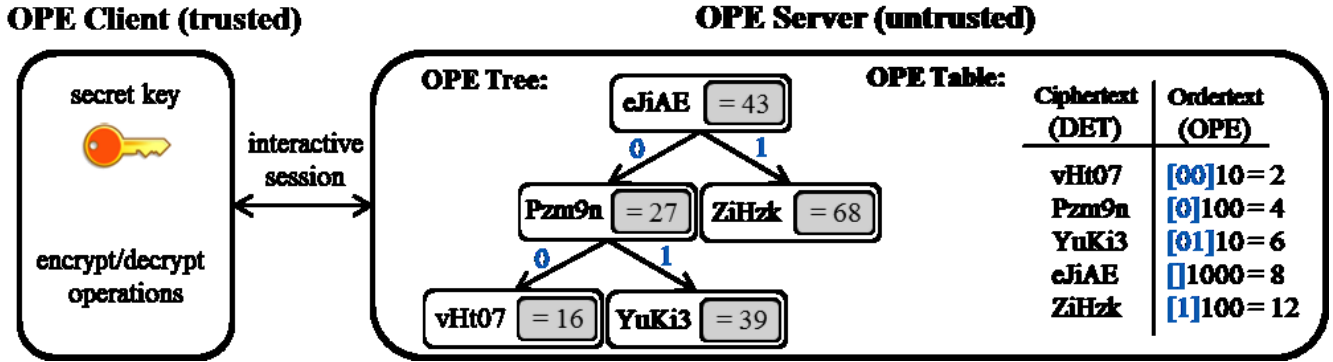 OPE Client (trusted)
OPE Server (untrusted)
secret key
encrypt/decrypt
operations
interactive
session
OPE Tree:
eJiAE = 43
0 1
Pzm9n = 27 ZiHzk = 68
0 1
vHt07 = 16 YuKi3 = 39
OPE Table:
Ciphertext Ordertext
(DET) (OPE)
vHt07 [00]10=2
Pzm9n [0]100=4
YuKi3 [01]10=6
eJiAE []1000=8
ZiHzk [1]100=12